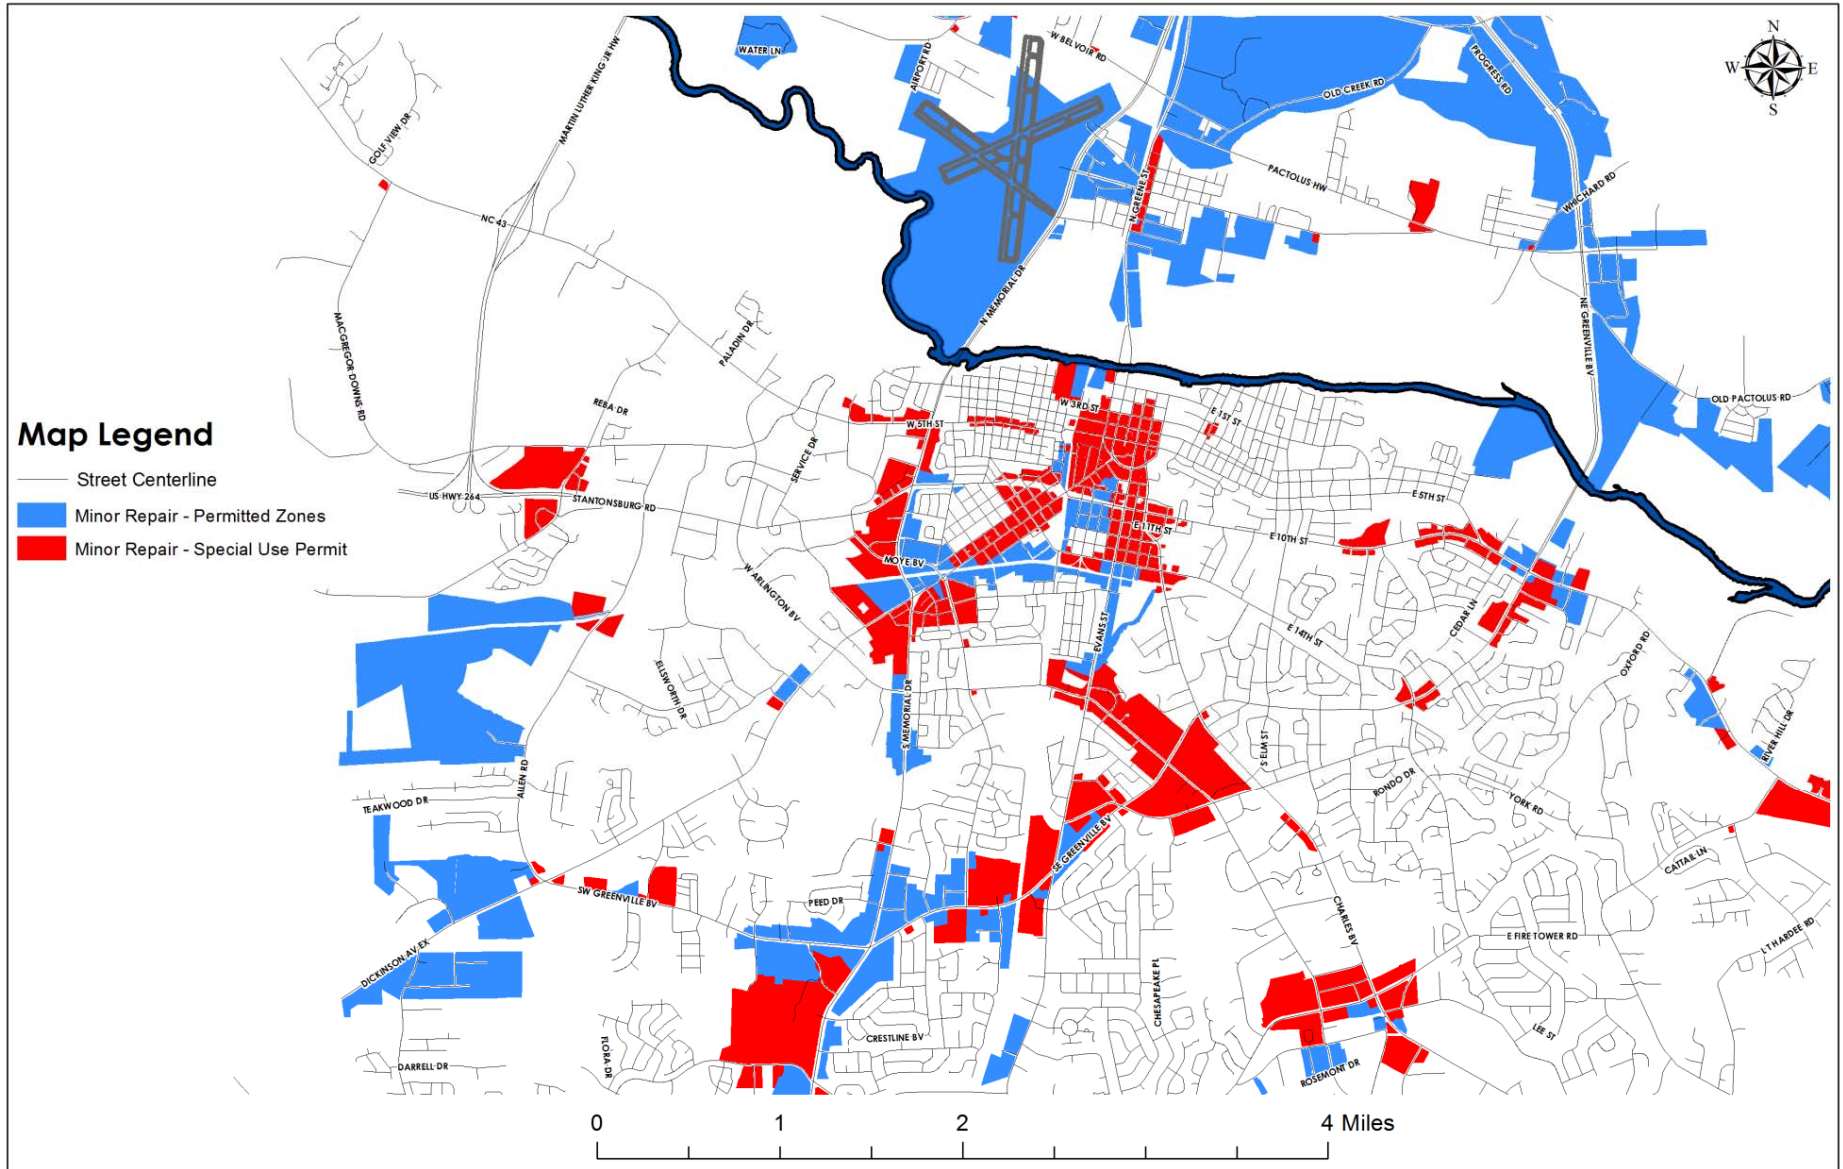 N
W E
S
W BELVOIR RD
WATER LN
AIRPORT RD
MARTIN LUTHER KING JR HW
PROGRESS RD
OLD CREEK RD
GOLF VIEW DR
PACTOLUS HW
N GREENE ST
WHICHARD RD
NC 43
N MEMORIAL DR
NE GREENVILLE BV
MACGREGOR DOWNS RD
PALADIN DR
OLD PACTOLUS RD
REBA DR
W 3RD ST
E 1ST ST
W 5TH ST
Map Legend
Street Centerline
Minor Repair - Permitted Zones
Minor Repair - Special Use Permit
SERVICE DR
US HWY 264
STANTONSBURG RD
E 5TH ST
E 11TH ST
E 10TH ST
MOYE BV
W ARLINGTON BV
EVANS ST
E 14TH ST
CEDAR LN
OXFORD RD
ELLSWORTH DR
S MEMORIAL DR
S ELM ST
RIVER HILL DR
ALLEN RD
TEAKWOOD DR
RONDO DR
YORK RD
SE GREENVILLE BV
CATTAIL LN
SW GREENVILLE BV
PEED DR
CHARLES BV
E FIRE TOWER RD
L T HARDEE RD
DICKINSON AV EX
CHESAPEAKE PL
CRESTLINE BV
LEE ST
FLORA DR
DARRELL DR
ROSEMONT DR
0 1 2 4 Miles